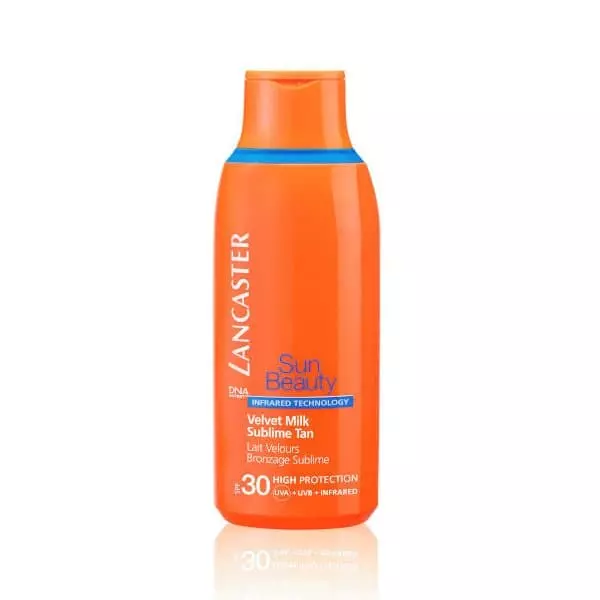 LANCASTER
Sun
Beauty
DNA
INFRARED TECHNOLOGY
Velvet Milk
Sublime Tan
Lait Velours
Bronzage Sublime
SPF 30 HIGH PROTECTION
UVA + UVB + INFRARED